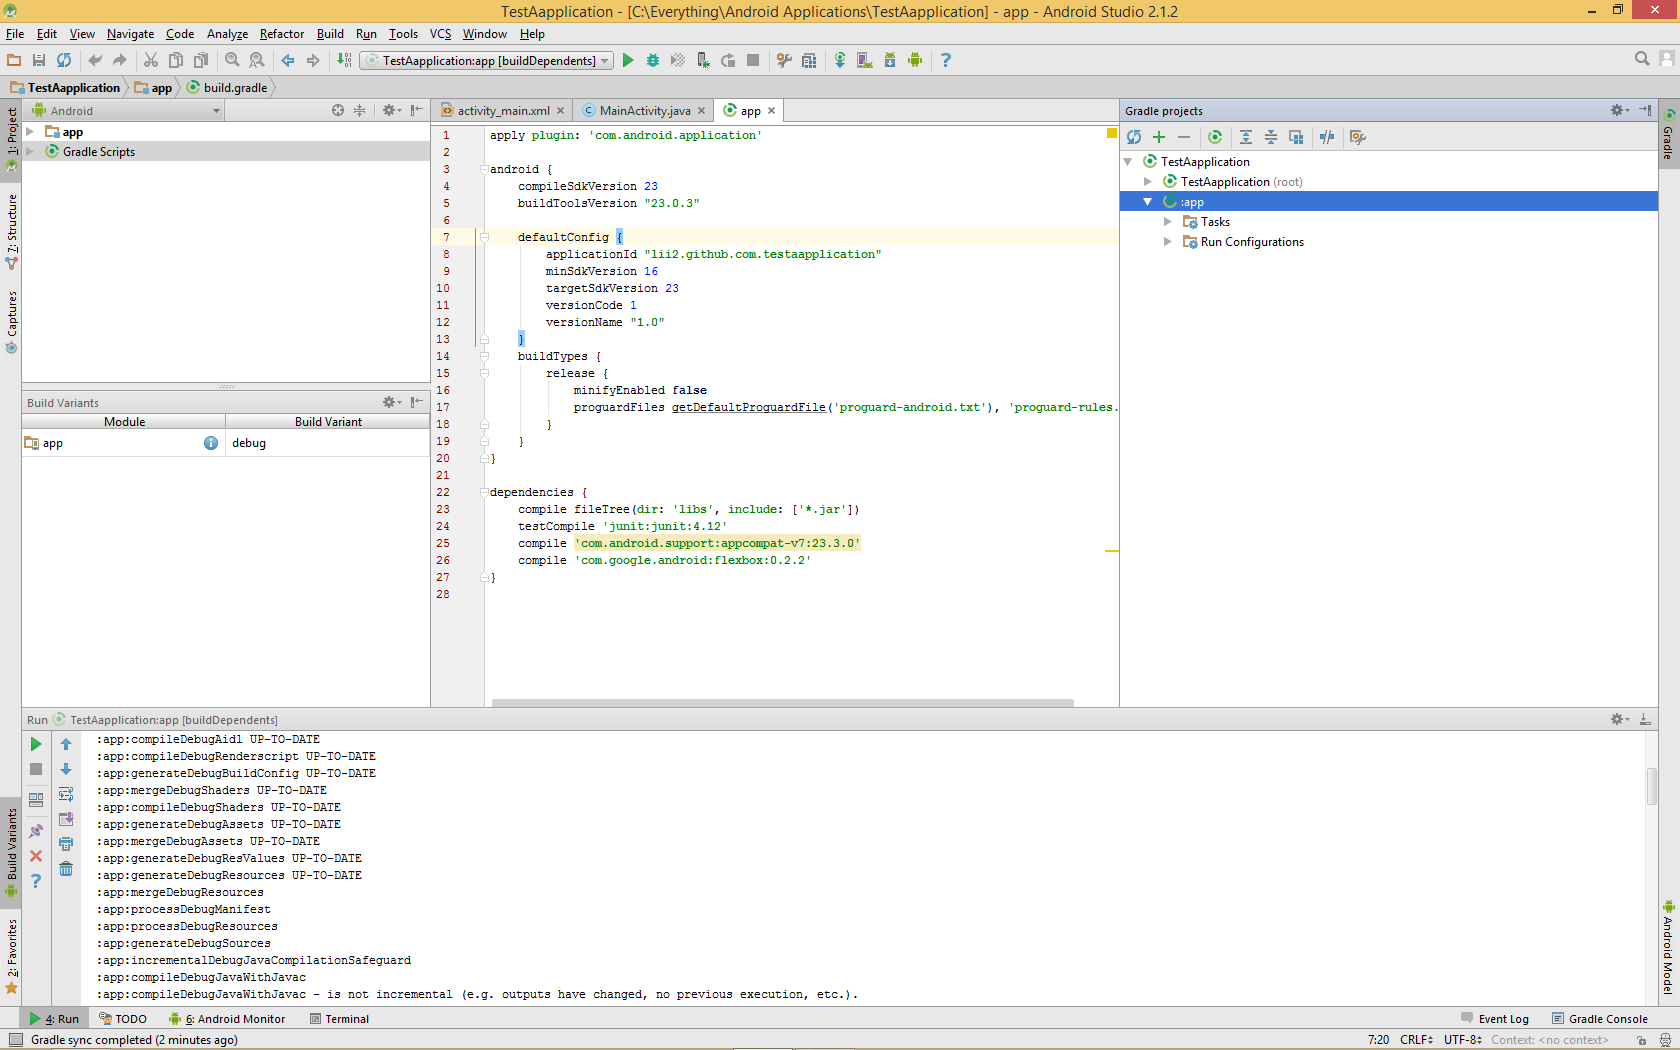 TestAapplication - [C:\Everything\Android Applications\TestAapplication] - app - Android Studio 2.1.2
File Edit View Navigate Code Analyze Refactor Build Run Tools VCS Window Help
TestAapplication:app [buildDependents]
TestAapplication app build.gradle
1: Project
7: Structure
Captures
Build Variants
2: Favorites
Android
app
Gradle Scripts
Build Variants
Module Build Variant
app debug
activity_main.xml MainActivity.java app
1 apply plugin: 'com.android.application'
2
3 android {
4 compileSdkVersion 23
5 buildToolsVersion "23.0.3"
6
7 defaultConfig {
8 applicationId "lii2.github.com.testaapplication"
9 minSdkVersion 16
10 targetSdkVersion 23
11 versionCode 1
12 versionName "1.0"
13 }
14 buildTypes {
15 release {
16 minifyEnabled false
17 proguardFiles getDefaultProguardFile('proguard-android.txt'), 'proguard-rules.
18 }
19 }
20 }
21
22 dependencies {
23 compile fileTree(dir: 'libs', include: ['*.jar'])
24 testCompile 'junit:junit:4.12'
25 compile 'com.android.support:appcompat-v7:23.3.0'
26 compile 'com.google.android:flexbox:0.2.2'
27 }
28
Gradle projects
TestAapplication
TestAapplication (root)
:app
Tasks
Run Configurations
Gradle
Android Model
Run TestAapplication:app [buildDependents]
:app:compileDebugAidl UP-TO-DATE
:app:compileDebugRenderscript UP-TO-DATE
:app:generateDebugBuildConfig UP-TO-DATE
:app:mergeDebugShaders UP-TO-DATE
:app:compileDebugShaders UP-TO-DATE
:app:generateDebugAssets UP-TO-DATE
:app:mergeDebugAssets UP-TO-DATE
:app:generateDebugResValues UP-TO-DATE
:app:generateDebugResources UP-TO-DATE
:app:mergeDebugResources
:app:processDebugManifest
:app:processDebugResources
:app:generateDebugSources
:app:incrementalDebugJavaCompilationSafeguard
:app:compileDebugJavaWithJavac
:app:compileDebugJavaWithJavac - is not incremental (e.g. outputs have changed, no previous execution, etc.).
4: Run TODO 6: Android Monitor Terminal Event Log Gradle Console
Gradle sync completed (2 minutes ago) 7:20 CRLF UTF-8 Context: <no context>